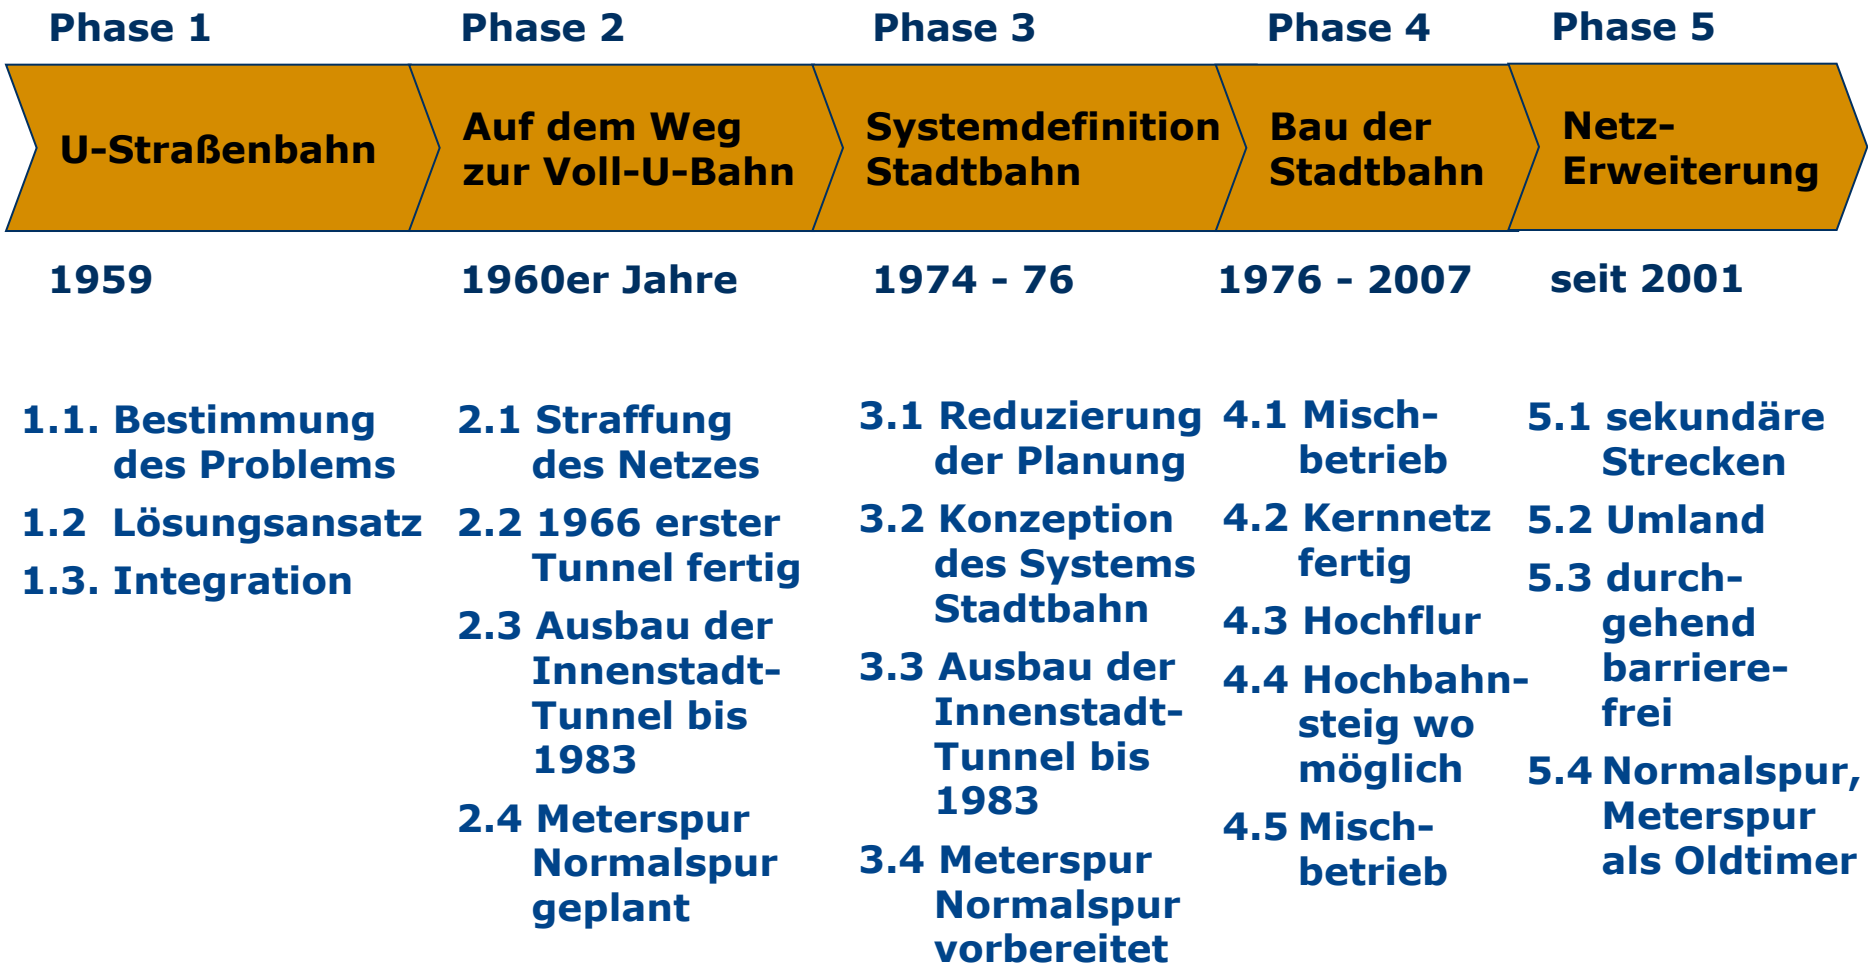 Phase 1
Phase 2
Phase 3
Phase 4
Phase 5
U-Straßenbahn
Auf dem Weg
zur Voll-U-Bahn
Systemdefinition
Stadtbahn
Bau der
Stadtbahn
Netz-
Erweiterung
1959
1960er Jahre
1974 - 76
1976 - 2007
seit 2001
1.1. Bestimmung
des Problems
1.2 Lösungsansatz
1.3. Integration
2.1 Straffung
des Netzes
2.2 1966 erster
Tunnel fertig
2.3 Ausbau der
Innenstadt-
Tunnel bis
1983
2.4 Meterspur
Normalspur
geplant
3.1 Reduzierung
der Planung
3.2 Konzeption
des Systems
Stadtbahn
3.3 Ausbau der
Innenstadt-
Tunnel bis
1983
3.4 Meterspur
Normalspur
vorbereitet
4.1 Misch-
betrieb
4.2 Kernnetz
fertig
4.3 Hochflur
4.4 Hochbahn-
steig wo
möglich
4.5 Misch-
betrieb
5.1 sekundäre
Strecken
5.2 Umland
5.3 durch-
gehend
barriere-
frei
5.4 Normalspur,
Meterspur
als Oldtimer